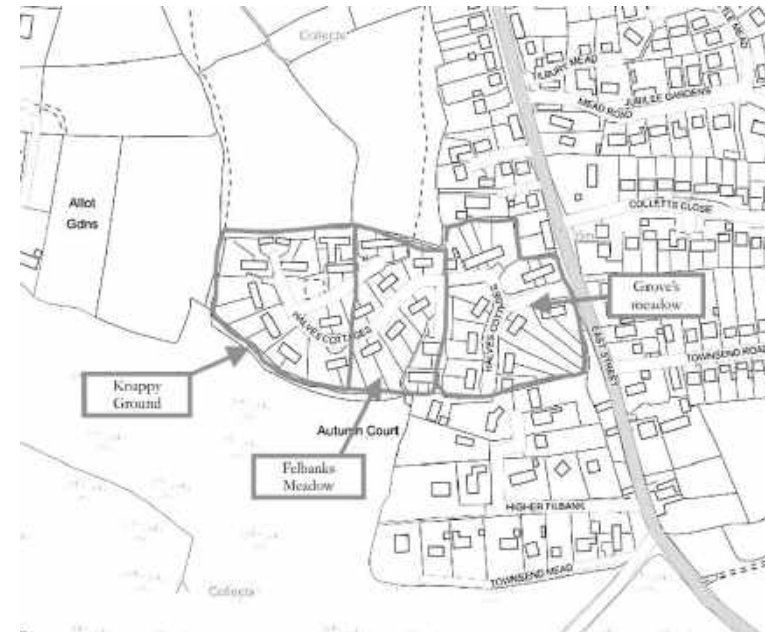 Collects
TILBURY MEAD
MEAD ROAD
JUBILEE GARDENS
Allot
Gdns
COLLETTS CLOSE
Grove's
meadow
HALVES COTTAGES
HALVES COTTAGES
EAST STREET
TOWNSEND ROAD
Knappy
Ground
Autumn Court
Felbanks
Meadow
HIGHER TILBANK
TOWNSEND MEAD
Collects